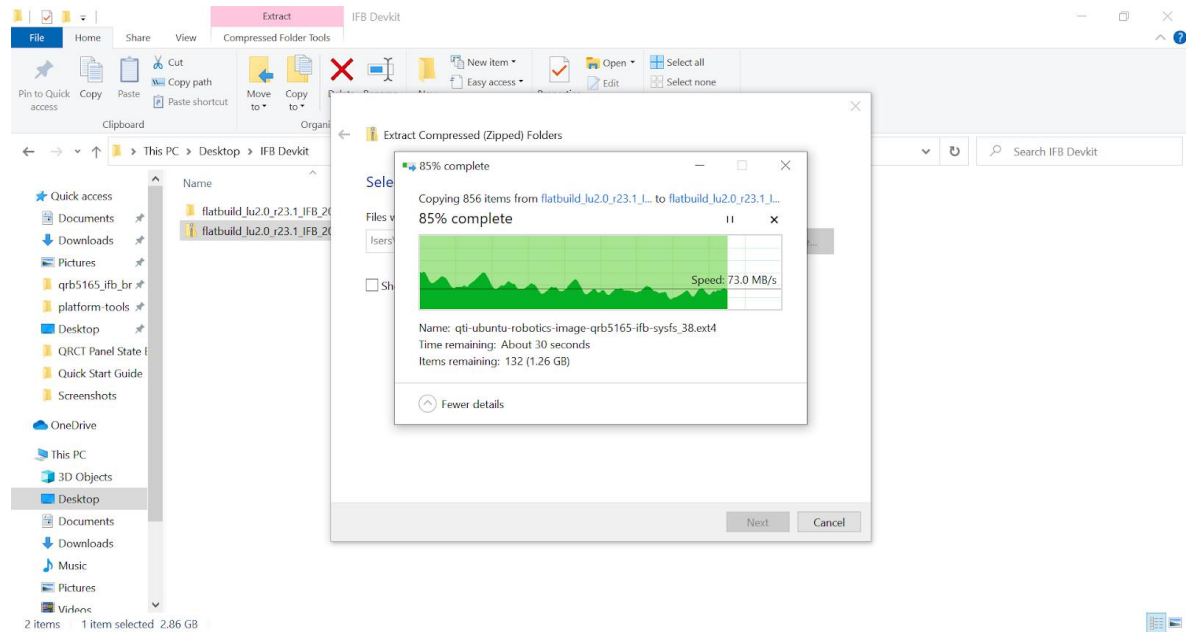 Extract
IFB Devkit
File
Home
Share
View
Compressed Folder Tools
?
Pin to Quick
access
Copy
Paste
Cut
Copy path
Paste shortcut
Clipboard
Move
to
Copy
to
Organi
New item
Easy access
Open
Edit
Select all
Select none
This PC > Desktop > IFB Devkit
Search IFB Devkit
Quick access
Documents
Downloads
Pictures
qrb5165_ifb_br
platform-tools
Desktop
QRCT Panel State
Quick Start Guide
Screenshots
OneDrive
This PC
3D Objects
Desktop
Documents
Downloads
Music
Pictures
Videos
Name
flatbuild_lu2.0_r23.1_IFB_20
flatbuild_lu2.0_r23.1_IFB_20
Extract Compressed (Zipped) Folders
Sele
Files
Sh
85% complete
Copying 856 items from flatbuild_lu2.0_r23.1_I... to flatbuild_lu2.0_r23.1_I...
85% complete
Speed: 73.0 MB/s
Name: qti-ubuntu-robotics-image-qrb5165-ifb-sysfs_38.ext4
Time remaining: About 30 seconds
Items remaining: 132 (1.26 GB)
Fewer details
Next
Cancel
2 items
1 item selected 2.86 GB